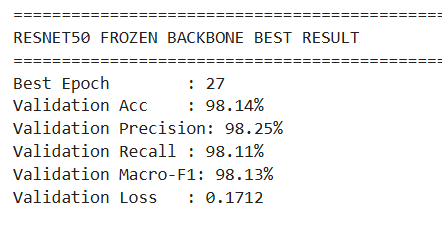 ============================================
RESNET50 FROZEN BACKBONE BEST RESULT
============================================
Best Epoch        : 27
Validation Acc    : 98.14%
Validation Precision: 98.25%
Validation Recall : 98.11%
Validation Macro-F1: 98.13%
Validation Loss   : 0.1712